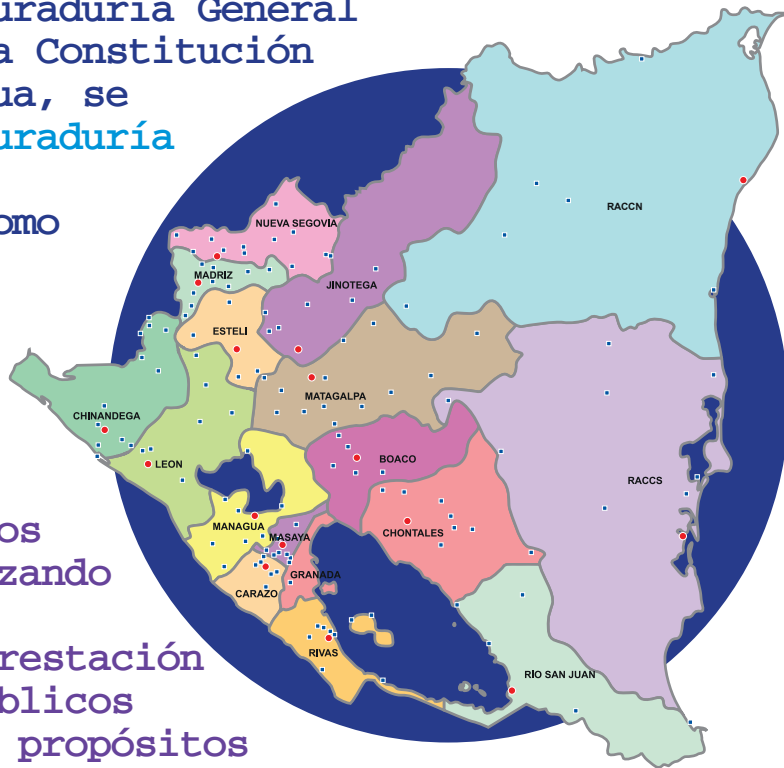 uraduría General
a Constitución
ua, se
uraduría
omo
os
zando
restación
blicos
propósitos
RACCN
NUEVA SEGOVIA
MADRIZ
JINOTEGA
ESTELI
MATAGALPA
CHINANDEGA
LEON
BOACO
RACCS
MANAGUA
MASAYA
CHONTALES
GRANADA
CARAZO
RIVAS
RÍO SAN JUAN